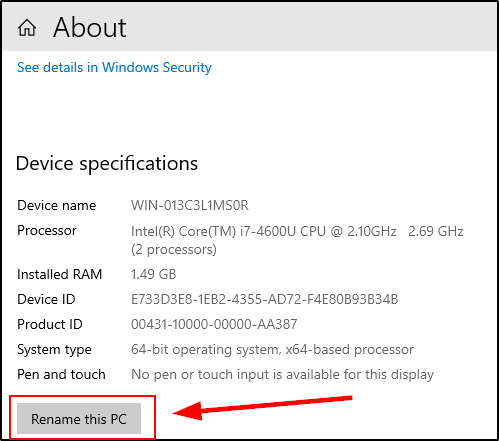 About
See details in Windows Security
Device specifications
Device name WIN-013C3L1MS0R
Processor Intel(R) Core(TM) i7-4600U CPU @ 2.10GHz 2.69 GHz
(2 processors)
Installed RAM 1.49 GB
Device ID E733D3E8-1EB2-4355-AD72-F4E80B93B34B
Product ID 00431-10000-00000-AA387
System type 64-bit operating system, x64-based processor
Pen and touch No pen or touch input is available for this display
Rename this PC